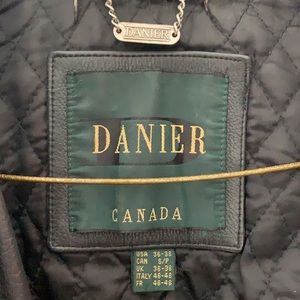 DANIER
DANIER
CANADA
USA 36-38
CAN S/P
UK 36-38
ITALY 46-48
FR 46-48